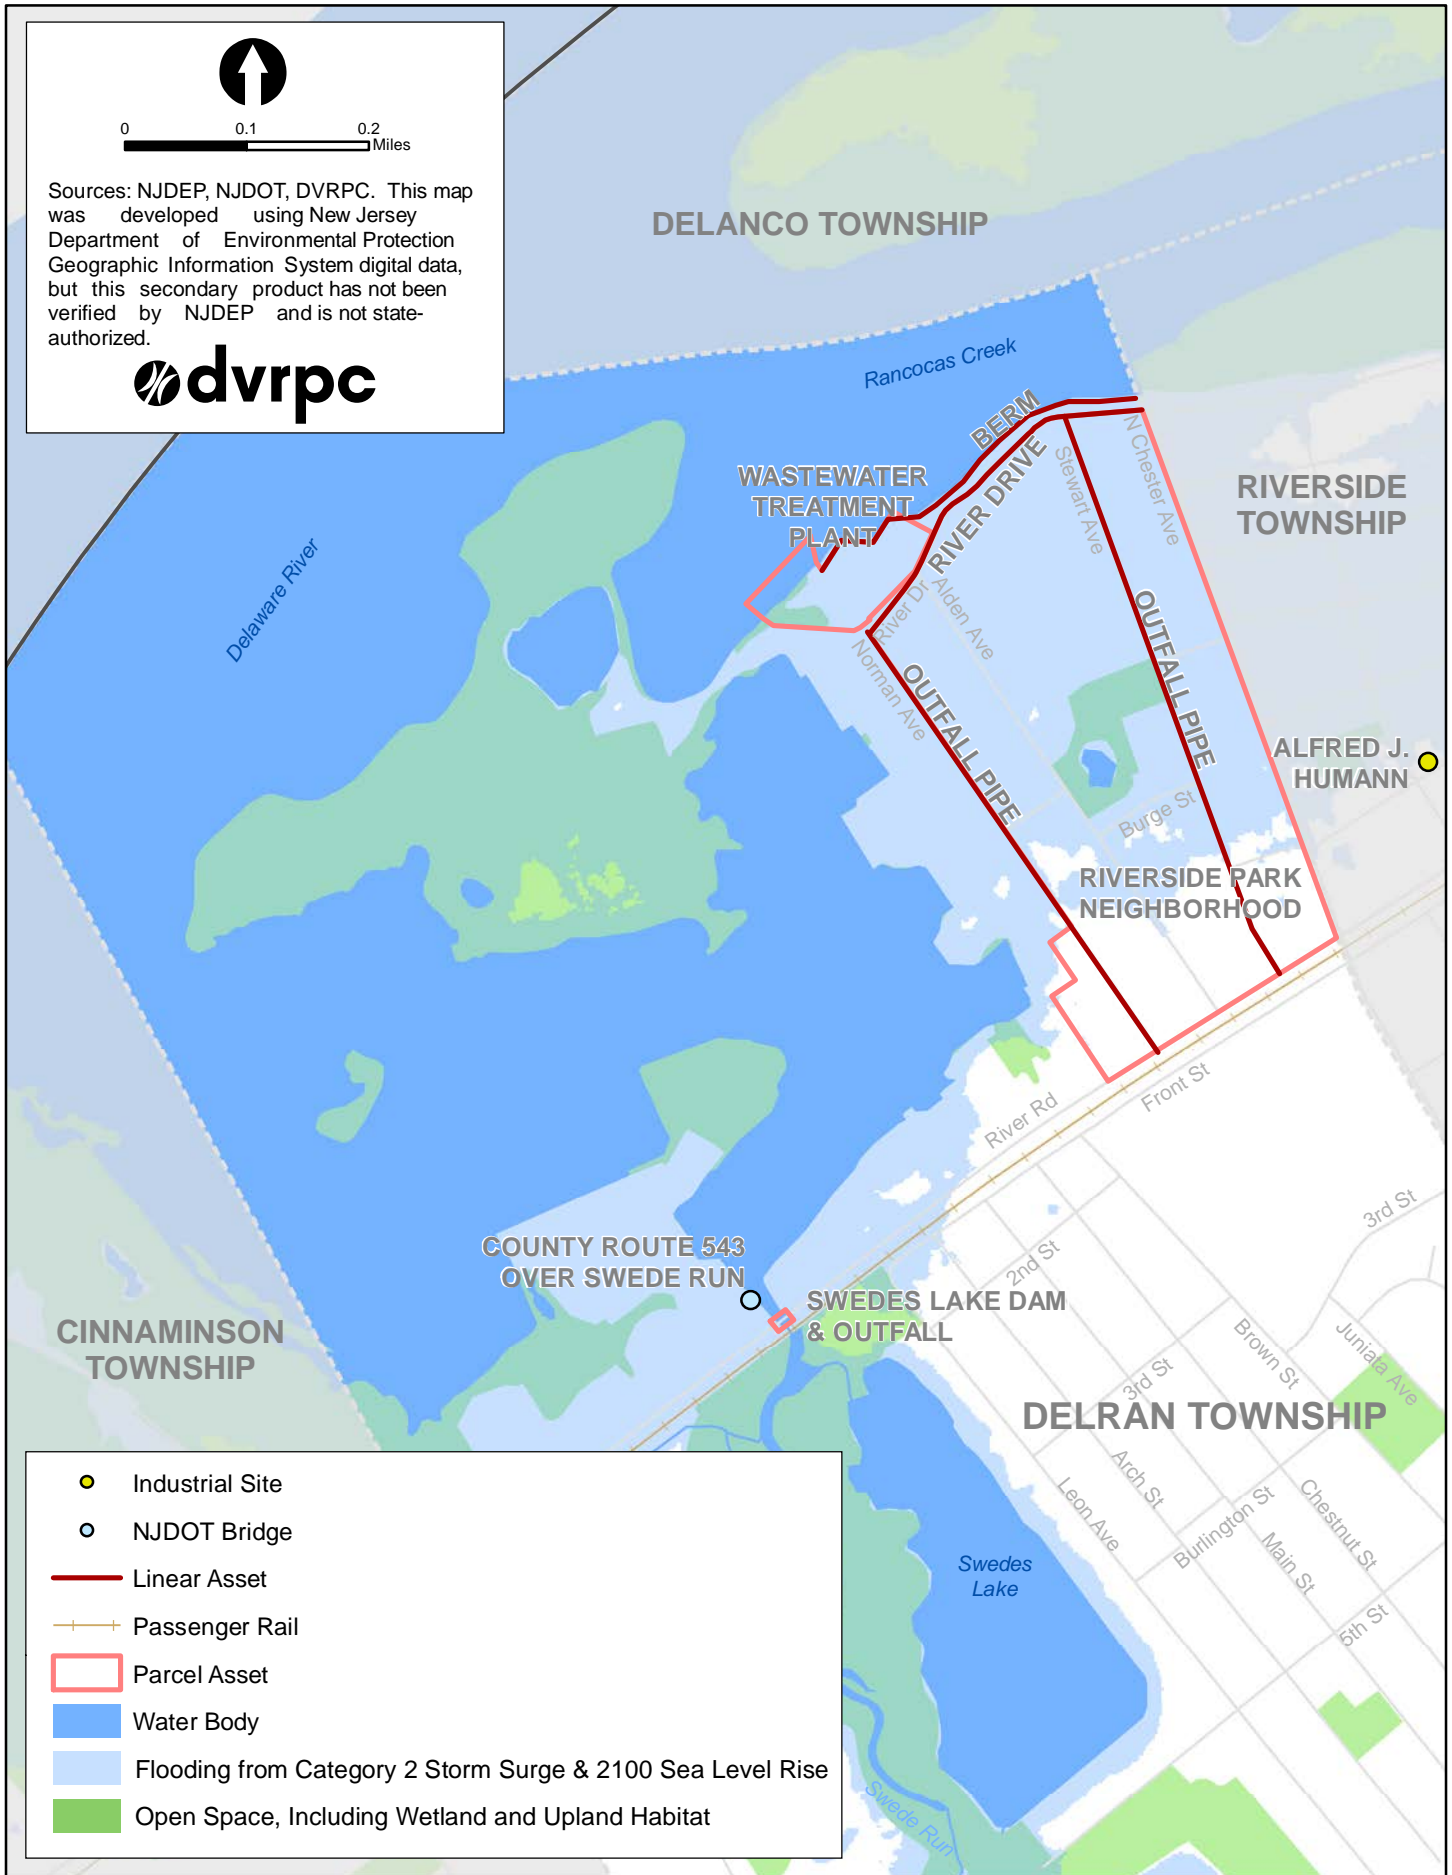 0 0.1 0.2
Miles
Sources: NJDEP, NJDOT, DVRPC. This map
was developed using New Jersey
Department of Environmental Protection
Geographic Information System digital data,
but this secondary product has not been
verified by NJDEP and is not state-
authorized.
dvrpc
DELANCO TOWNSHIP
Rancocas Creek
BERM
RIVER DRIVE
WASTEWATER
TREATMENT
PLANT
Stewart Ave
N Chester Ave
RIVERSIDE
TOWNSHIP
Delaware River
River Dr
Alden Ave
Norman Ave
OUTFALL PIPE
OUTFALL PIPE
ALFRED J.
HUMANN
Burge St
RIVERSIDE PARK
NEIGHBORHOOD
River Rd
Front St
3rd St
2nd St
COUNTY ROUTE 543
OVER SWEDE RUN
SWEDES LAKE DAM
& OUTFALL
CINNAMINSON
TOWNSHIP
Brown St
Juniata Ave
3rd St
DELRAN TOWNSHIP
Arch St
Leon Ave
Burlington St
Chestnut St
Main St
5th St
Swedes
Lake
Swede Run
Industrial Site
NJDOT Bridge
Linear Asset
Passenger Rail
Parcel Asset
Water Body
Flooding from Category 2 Storm Surge & 2100 Sea Level Rise
Open Space, Including Wetland and Upland Habitat